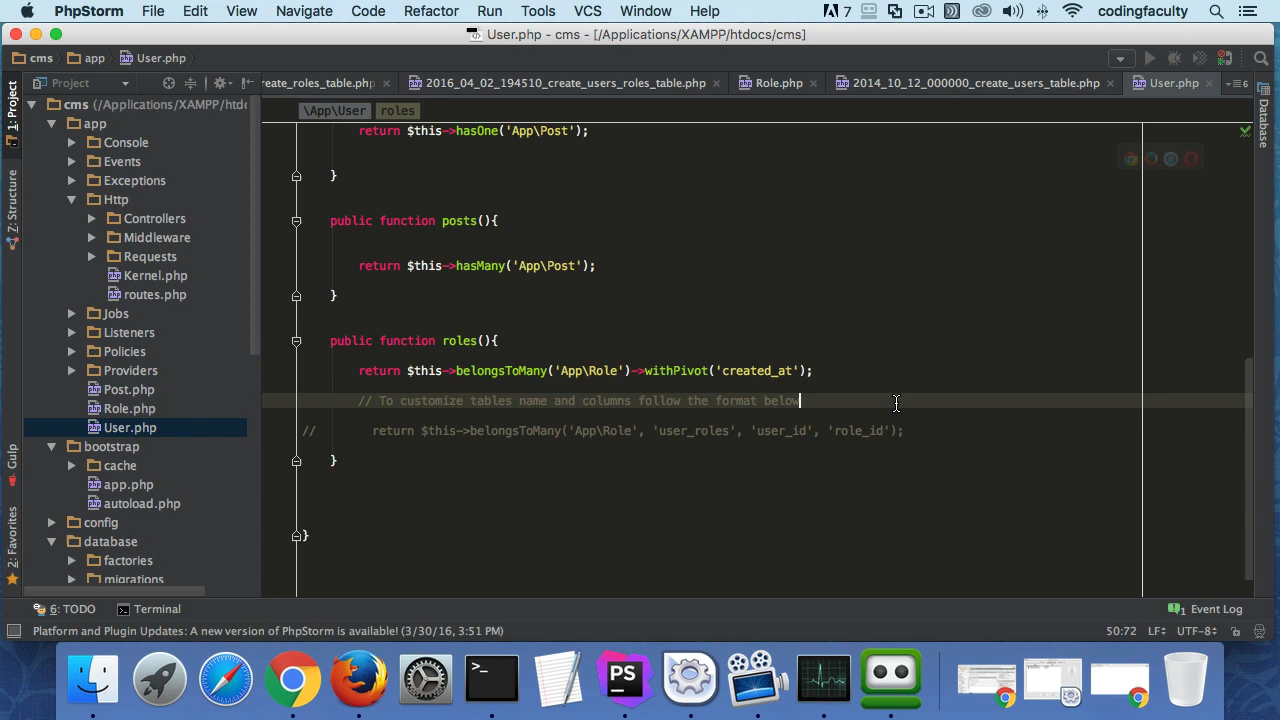 PhpStorm File Edit View Navigate Code Refactor Run Tools VCS Window Help 7 codingfaculty
User.php - cms - [/Applications/XAMPP/htdocs/cms]
cms app User.php
Project reate_roles_table.php 2016_04_02_194510_create_users_roles_table.php Role.php 2014_10_12_000000_create_users_table.php User.php 6
1: Project
Z: Structure
Gulp
2: Favorites
Database
cms (/Applications/XAMPP/htdo
app
Console
Events
Exceptions
Http
Controllers
Middleware
Requests
Kernel.php
routes.php
Jobs
Listeners
Policies
Providers
Post.php
Role.php
User.php
bootstrap
cache
app.php
autoload.php
config
database
factories
migrations
\App\User roles
return $this->hasOne('App\Post');
}
public function posts(){
return $this->hasMany('App\Post');
}
public function roles(){
return $this->belongsToMany('App\Role')->withPivot('created_at');
// To customize tables name and columns follow the format below
// return $this->belongsToMany('App\Role', 'user_roles', 'user_id', 'role_id');
}
}
6: TODO Terminal 1 Event Log
Platform and Plugin Updates: A new version of PhpStorm is available! (3/30/16, 3:51 PM) 50:72 LF UTF-8
>_ PS